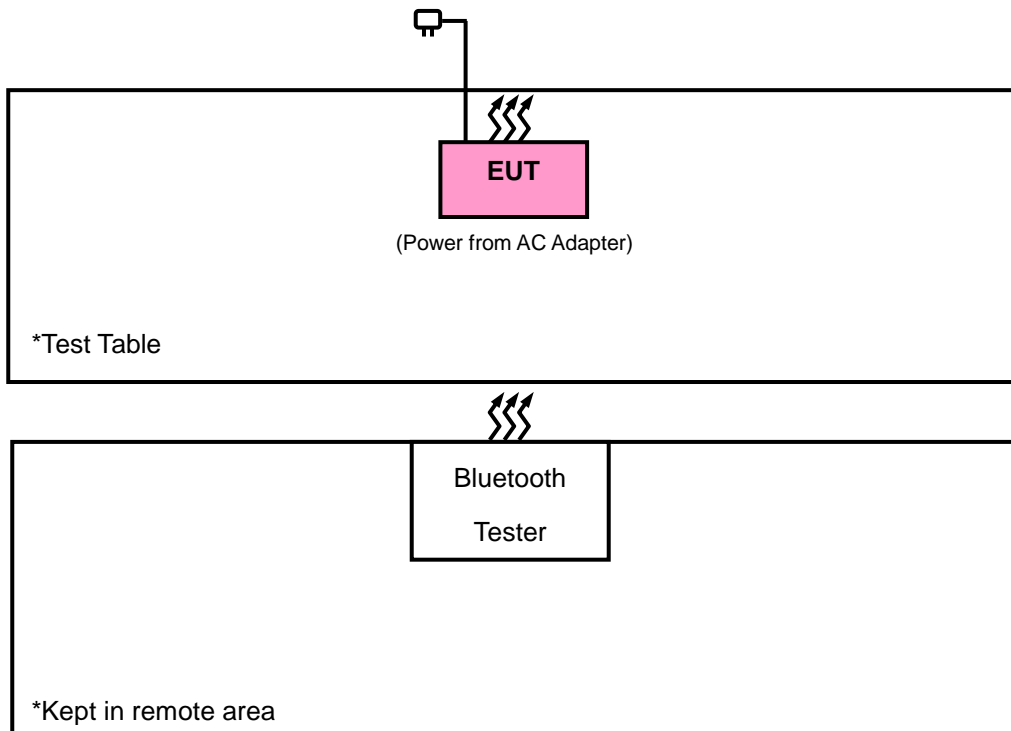 EUT
(Power from AC Adapter)
*Test Table
Bluetooth
Tester
*Kept in remote area